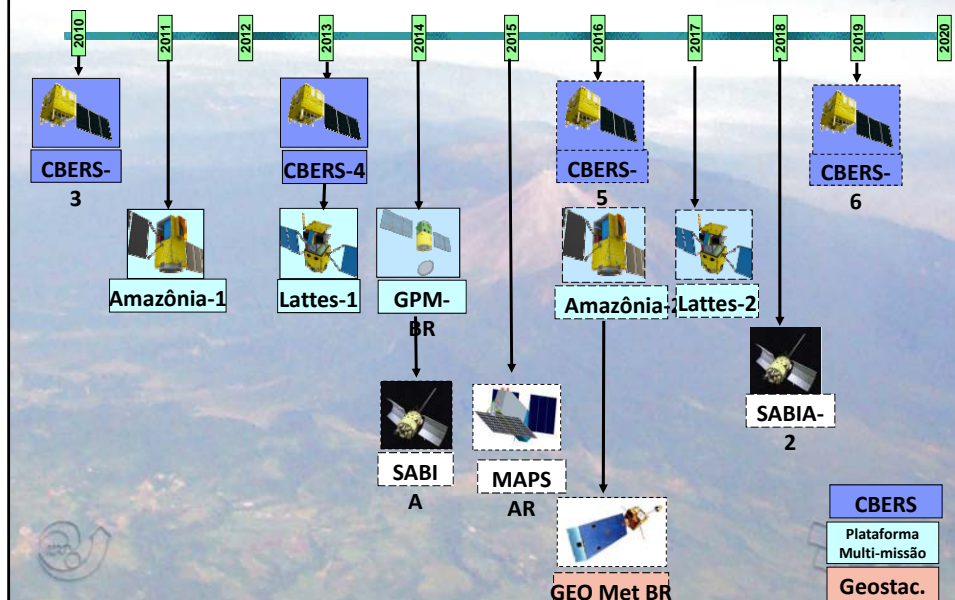 2010
2011
2012
2013
2014
2015
2016
2017
2018
2019
2020
CBERS-
3
CBERS-4
CBERS-
5
CBERS-
6
Amazônia-1
Lattes-1
GPM-
BR
Amazônia-2
Lattes-2
SABI
A
MAPS
AR
SABIA-
2
GEO Met BR
CBERS
Plataforma
Multi-missão
Geostac.